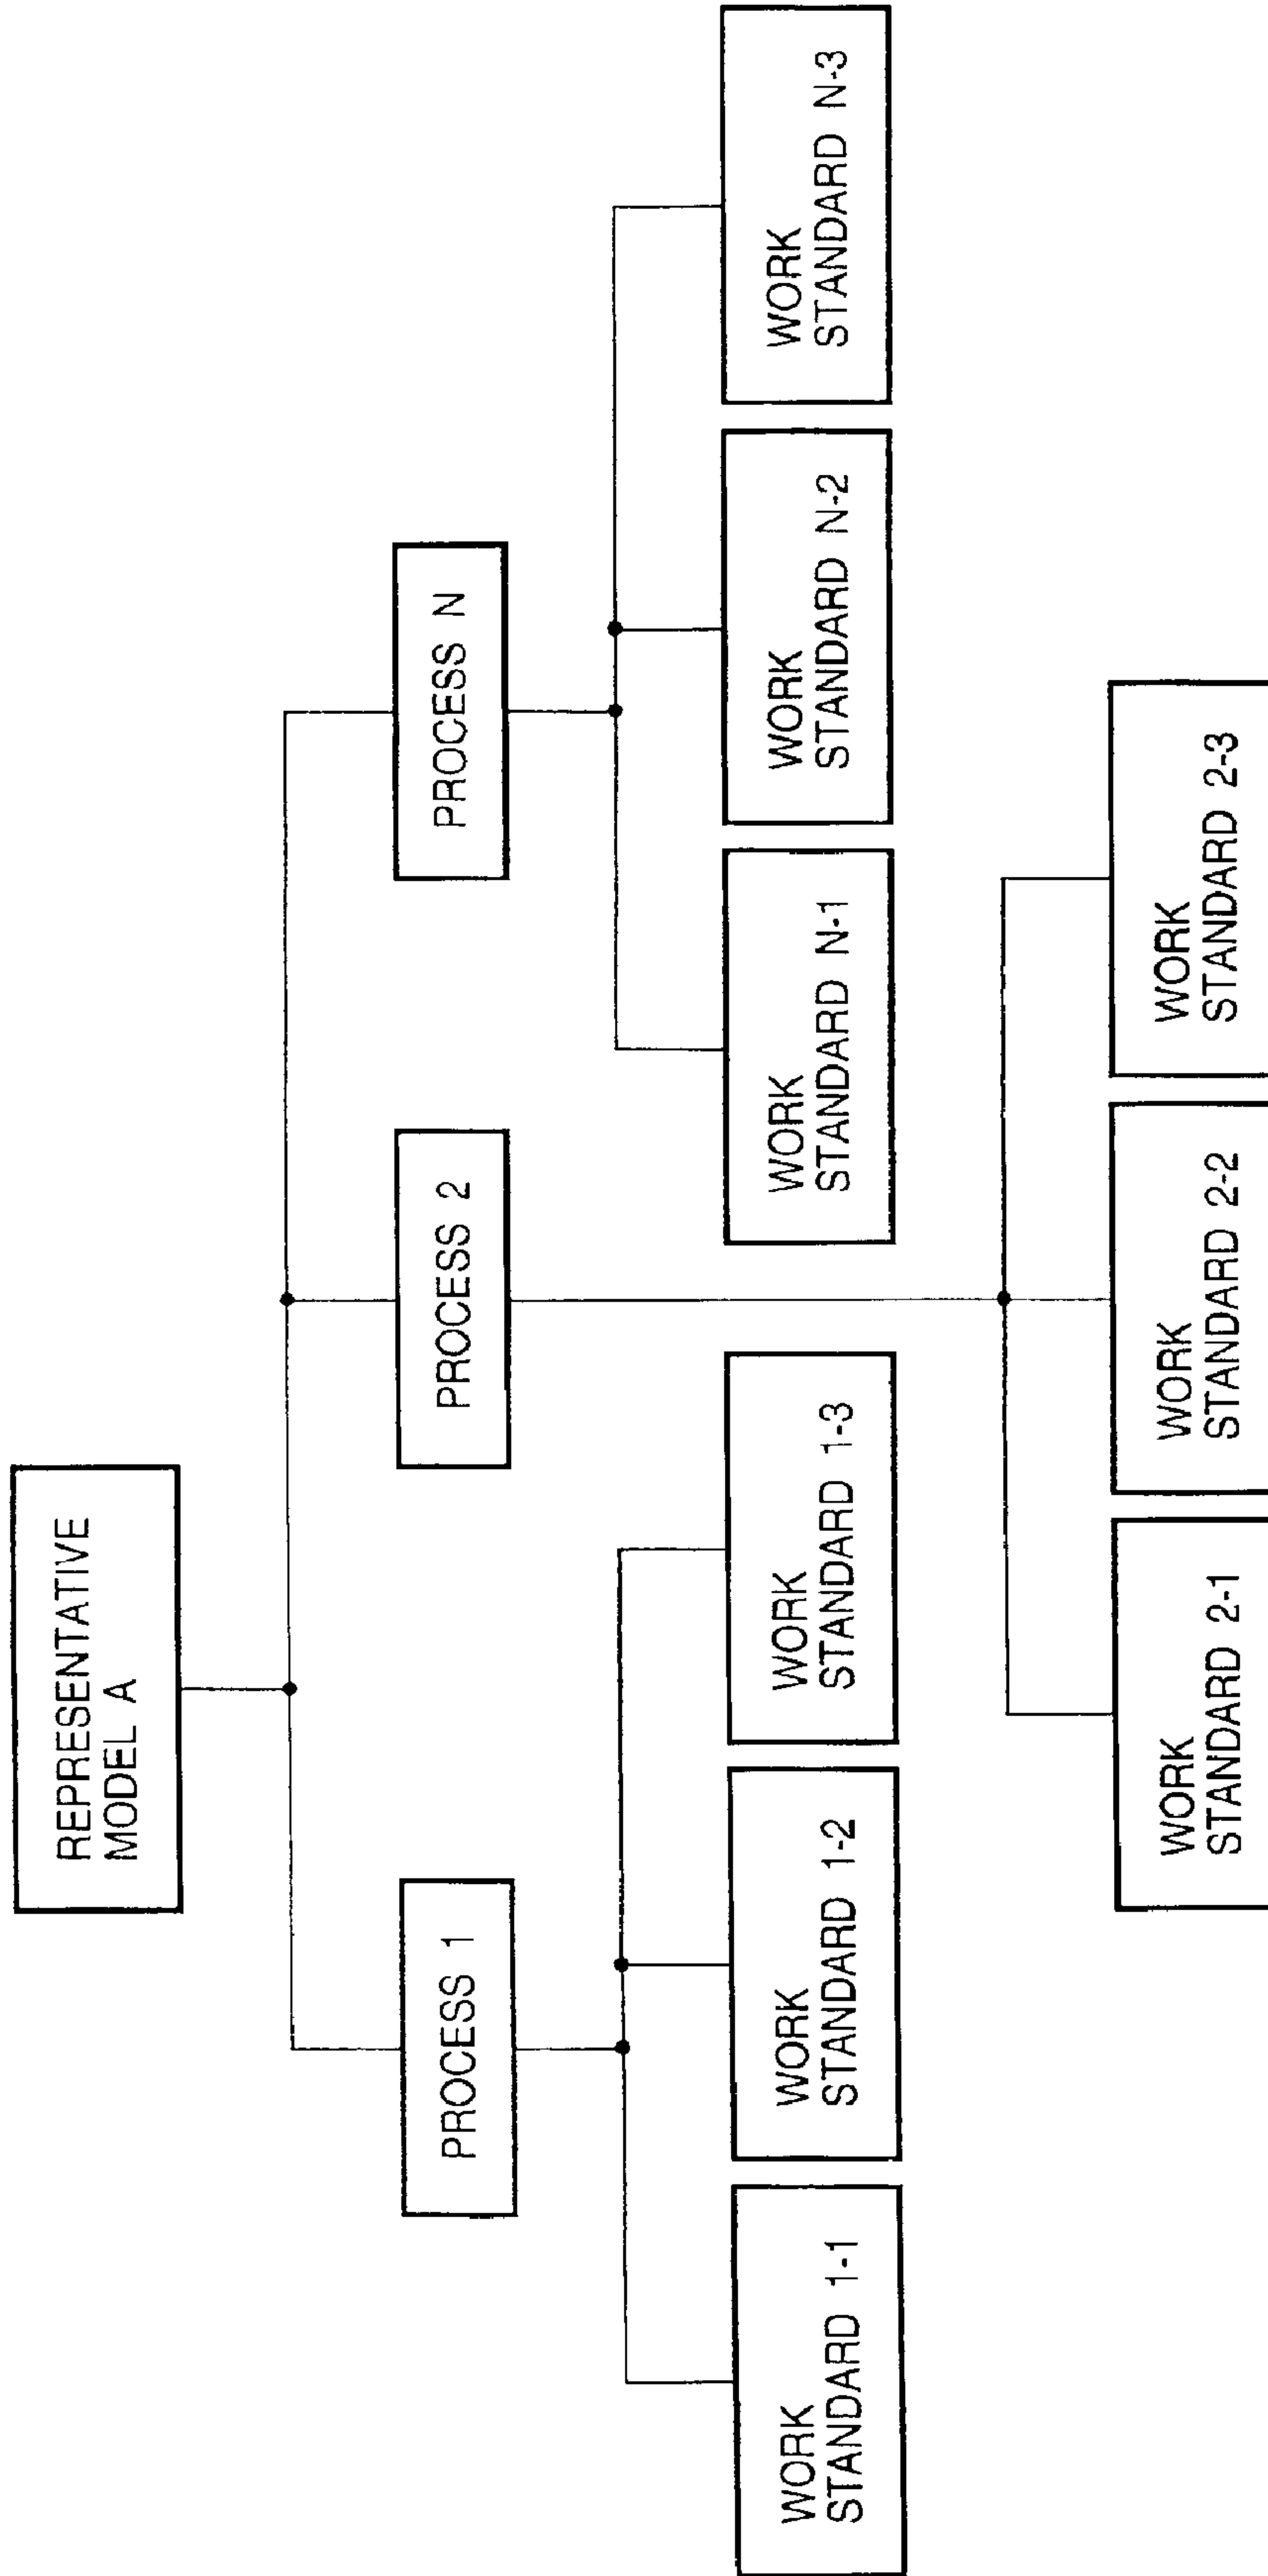 REPRESENTATIVE
MODEL A
PROCESS 1
PROCESS 2
PROCESS N
WORK
STANDARD 1-1
WORK
STANDARD 1-2
WORK
STANDARD 1-3
WORK
STANDARD N-1
WORK
STANDARD N-2
WORK
STANDARD N-3
WORK
STANDARD 2-1
WORK
STANDARD 2-2
WORK
STANDARD 2-3